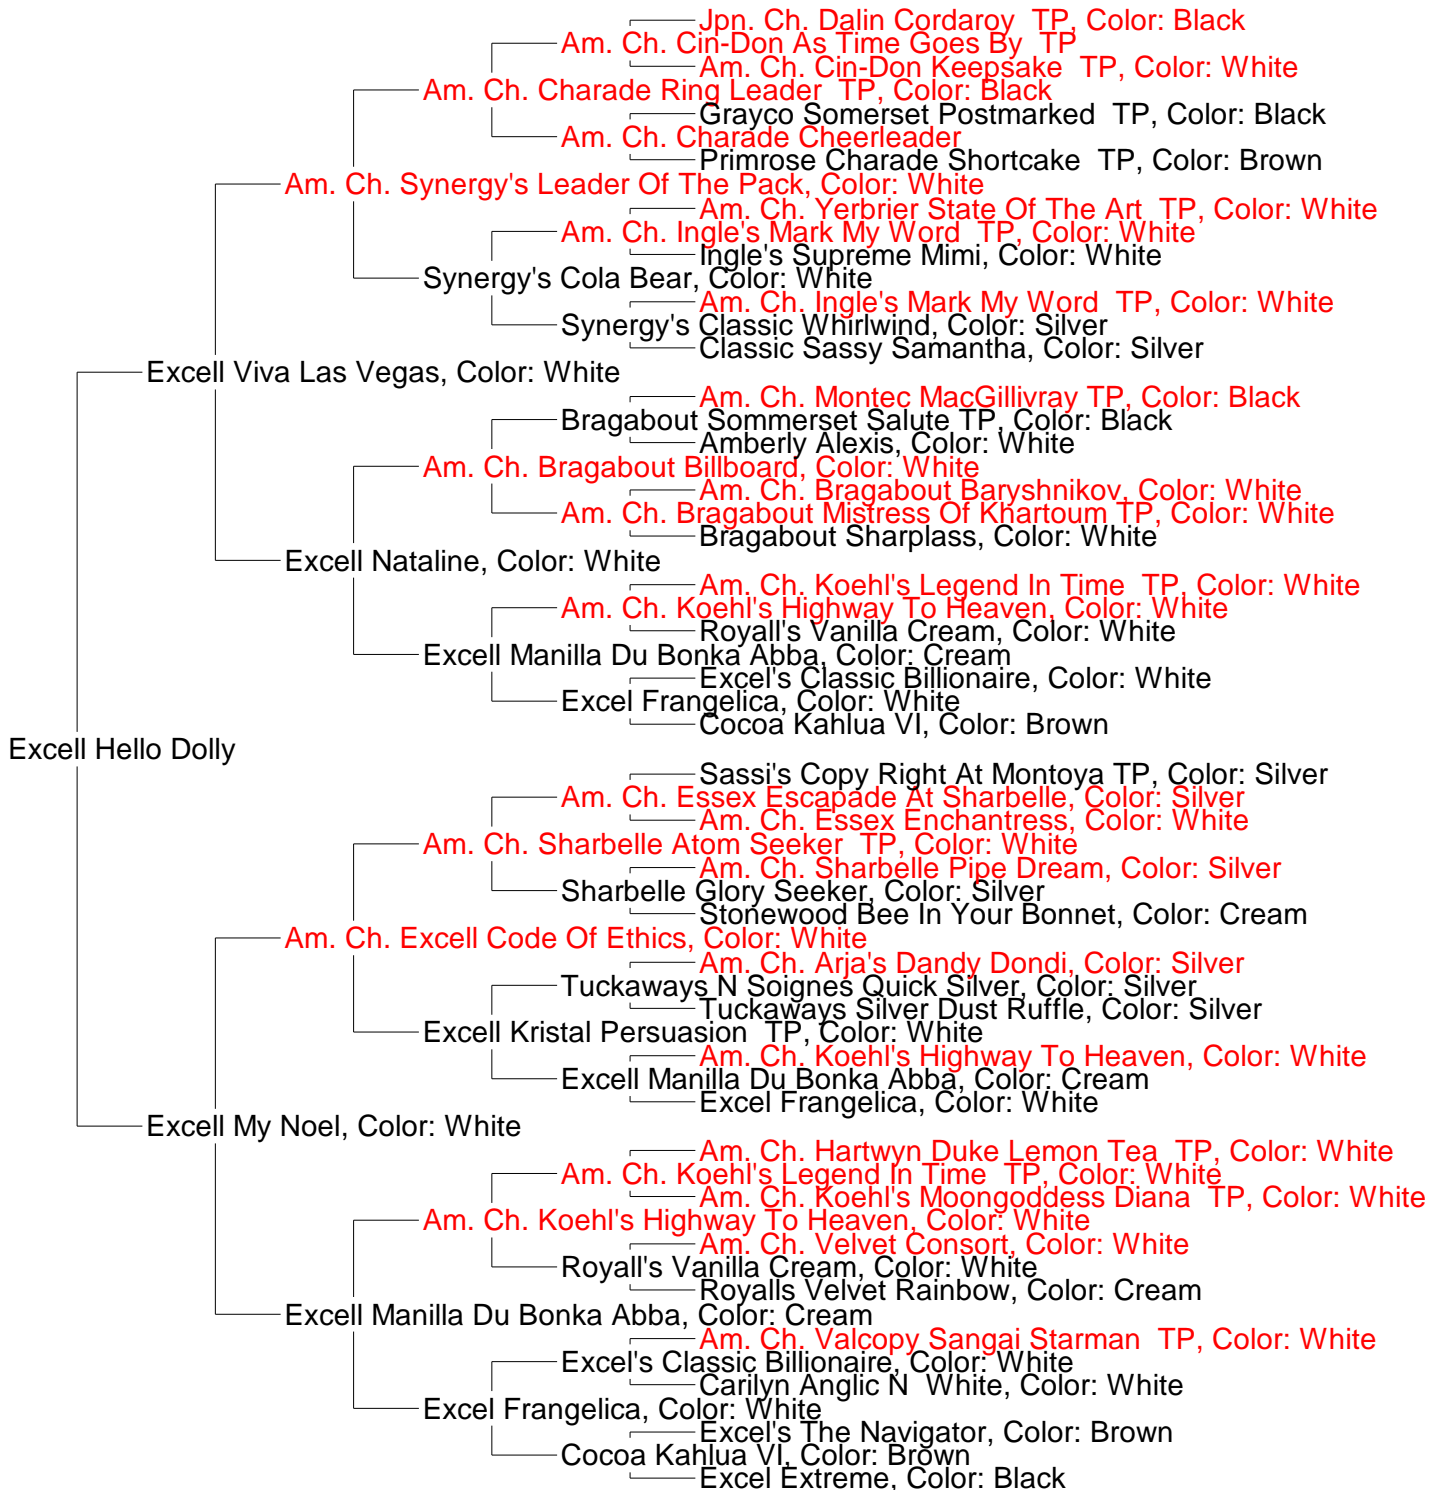 Jpn. Ch. Dalin Cordaroy  TP, Color: Black
Am. Ch. Cin-Don As Time Goes By  TP
Am. Ch. Cin-Don Keepsake  TP, Color: White
Am. Ch. Charade Ring Leader  TP, Color: Black
Grayco Somerset Postmarked  TP, Color: Black
Am. Ch. Charade Cheerleader
Primrose Charade Shortcake  TP, Color: Brown
Am. Ch. Synergy's Leader Of The Pack, Color: White
Am. Ch. Yerbrier State Of The Art  TP, Color: White
Am. Ch. Ingle's Mark My Word  TP, Color: White
Ingle's Supreme Mimi, Color: White
Synergy's Cola Bear, Color: White
Am. Ch. Ingle's Mark My Word  TP, Color: White
Synergy's Classic Whirlwind, Color: Silver
Classic Sassy Samantha, Color: Silver
Excell Viva Las Vegas, Color: White
Am. Ch. Montec MacGillivray TP, Color: Black
Bragabout Sommerset Salute TP, Color: Black
Amberly Alexis, Color: White
Am. Ch. Bragabout Billboard, Color: White
Am. Ch. Bragabout Baryshnikov, Color: White
Am. Ch. Bragabout Mistress Of Khartoum TP, Color: White
Bragabout Sharplass, Color: White
Excell Nataline, Color: White
Am. Ch. Koehl's Legend In Time  TP, Color: White
Am. Ch. Koehl's Highway To Heaven, Color: White
Royall's Vanilla Cream, Color: White
Excell Manilla Du Bonka Abba, Color: Cream
Excel's Classic Billionaire, Color: White
Excel Frangelica, Color: White
Cocoa Kahlua VI, Color: Brown
Excell Hello Dolly
Sassi's Copy Right At Montoya TP, Color: Silver
Am. Ch. Essex Escapade At Sharbelle, Color: Silver
Am. Ch. Essex Enchantress, Color: White
Am. Ch. Sharbelle Atom Seeker  TP, Color: White
Am. Ch. Sharbelle Pipe Dream, Color: Silver
Sharbelle Glory Seeker, Color: Silver
Stonewood Bee In Your Bonnet, Color: Cream
Am. Ch. Excell Code Of Ethics, Color: White
Am. Ch. Arja's Dandy Dondi, Color: Silver
Tuckaways N Soignes Quick Silver, Color: Silver
Tuckaways Silver Dust Ruffle, Color: Silver
Excell Kristal Persuasion  TP, Color: White
Am. Ch. Koehl's Highway To Heaven, Color: White
Excell Manilla Du Bonka Abba, Color: Cream
Excel Frangelica, Color: White
Excell My Noel, Color: White
Am. Ch. Hartwyn Duke Lemon Tea  TP, Color: White
Am. Ch. Koehl's Legend In Time  TP, Color: White
Am. Ch. Koehl's Moongoddess Diana  TP, Color: White
Am. Ch. Koehl's Highway To Heaven, Color: White
Am. Ch. Velvet Consort, Color: White
Royall's Vanilla Cream, Color: White
Royalls Velvet Rainbow, Color: Cream
Excell Manilla Du Bonka Abba, Color: Cream
Am. Ch. Valcopy Sangai Starman  TP, Color: White
Excel's Classic Billionaire, Color: White
Carilyn Anglic N  White, Color: White
Excel Frangelica, Color: White
Excel's The Navigator, Color: Brown
Cocoa Kahlua VI, Color: Brown
Excel Extreme, Color: Black